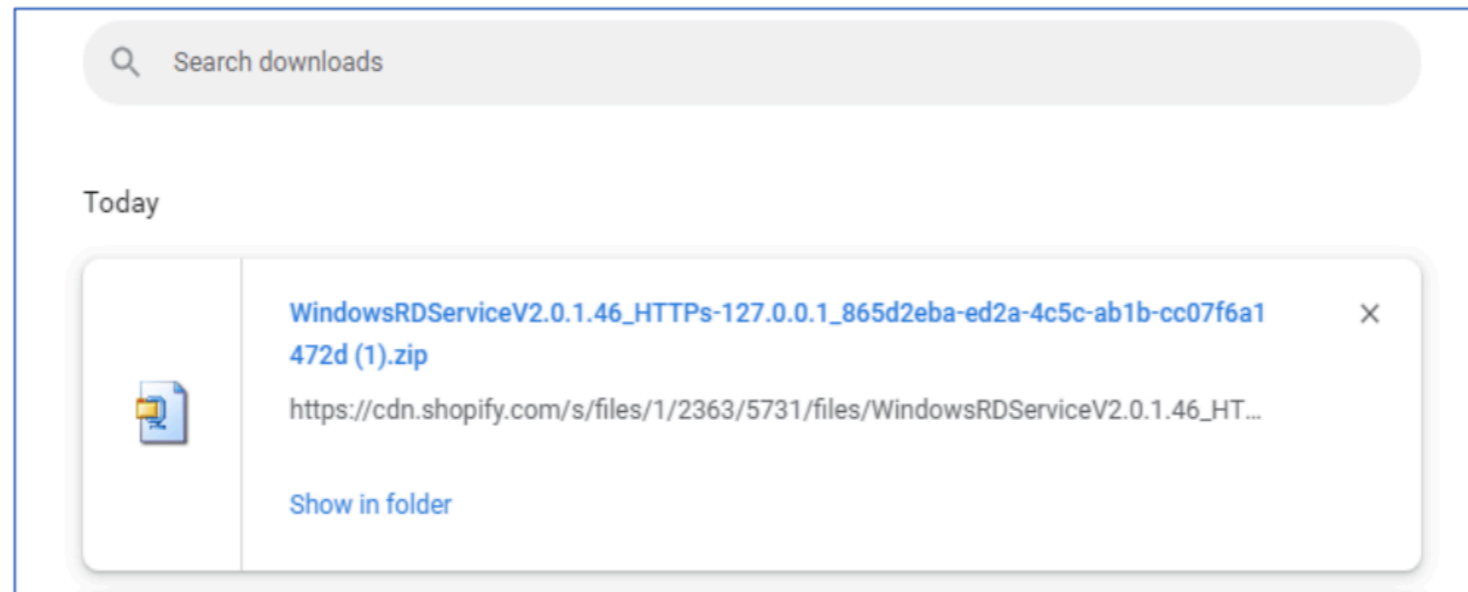 Search downloads
Today
WindowsRDServiceV2.0.1.46_HTTPs-127.0.0.1_865d2eba-ed2a-4c5c-ab1b-cc07f6a1
472d (1).zip
https://cdn.shopify.com/s/files/1/2363/5731/files/WindowsRDServiceV2.0.1.46_HT...
Show in folder